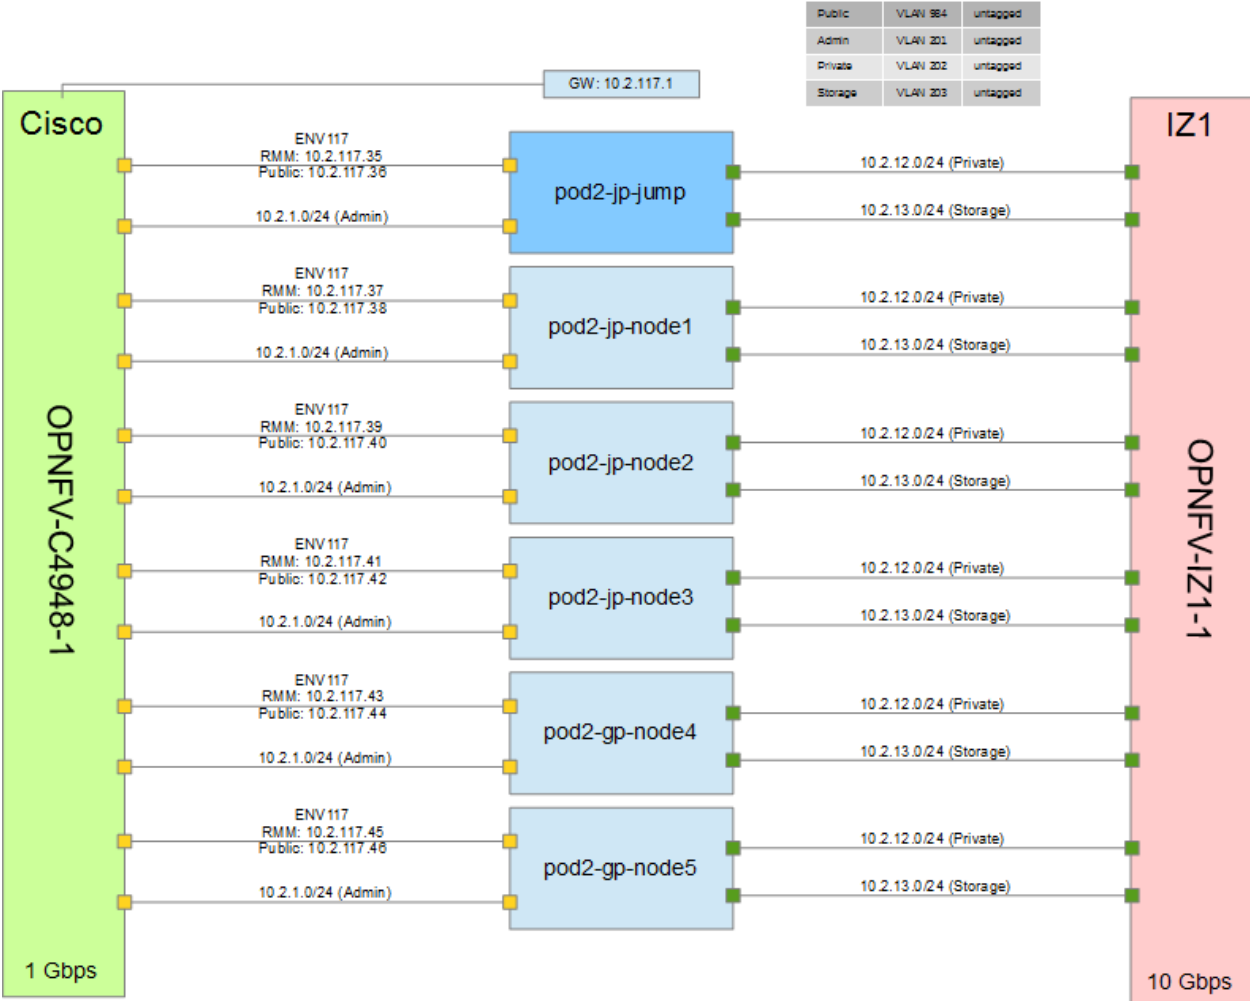 Public VLAN 984 untagged
Admin VLAN 201 untagged
Private VLAN 202 untagged
Storage VLAN 203 untagged
GW: 10.2.117.1
Cisco
OPNFV-C4948-1
1 Gbps
IZ1
OPNFV-IZ1-1
10 Gbps
ENV117
RMM: 10.2.117.35
Public: 10.2.117.36
10.2.1.0/24 (Admin)
pod2-jp-jump
10.2.12.0/24 (Private)
10.2.13.0/24 (Storage)
ENV117
RMM: 10.2.117.37
Public: 10.2.117.38
10.2.1.0/24 (Admin)
pod2-jp-node1
10.2.12.0/24 (Private)
10.2.13.0/24 (Storage)
ENV117
RMM: 10.2.117.39
Public: 10.2.117.40
10.2.1.0/24 (Admin)
pod2-jp-node2
10.2.12.0/24 (Private)
10.2.13.0/24 (Storage)
ENV117
RMM: 10.2.117.41
Public: 10.2.117.42
10.2.1.0/24 (Admin)
pod2-jp-node3
10.2.12.0/24 (Private)
10.2.13.0/24 (Storage)
ENV117
RMM: 10.2.117.43
Public: 10.2.117.44
10.2.1.0/24 (Admin)
pod2-gp-node4
10.2.12.0/24 (Private)
10.2.13.0/24 (Storage)
ENV117
RMM: 10.2.117.45
Public: 10.2.117.46
10.2.1.0/24 (Admin)
pod2-gp-node5
10.2.12.0/24 (Private)
10.2.13.0/24 (Storage)